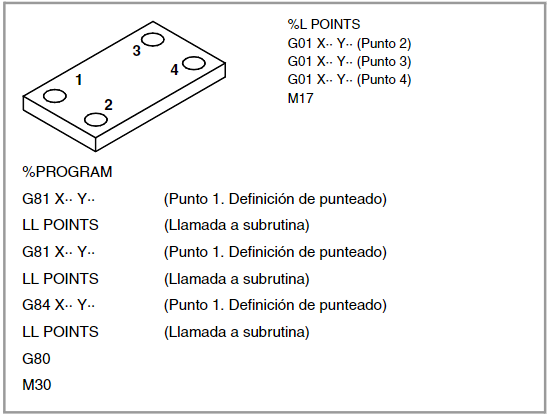 %L POINTS
G01 X·· Y·· (Punto 2)
G01 X·· Y·· (Punto 3)
G01 X·· Y·· (Punto 4)
M17
3
4
1
2
%PROGRAM
G81 X·· Y·· (Punto 1. Definición de punteado)
LL POINTS (Llamada a subrutina)
G81 X·· Y·· (Punto 1. Definición de punteado)
LL POINTS (Llamada a subrutina)
G84 X·· Y·· (Punto 1. Definición de punteado)
LL POINTS (Llamada a subrutina)
G80
M30